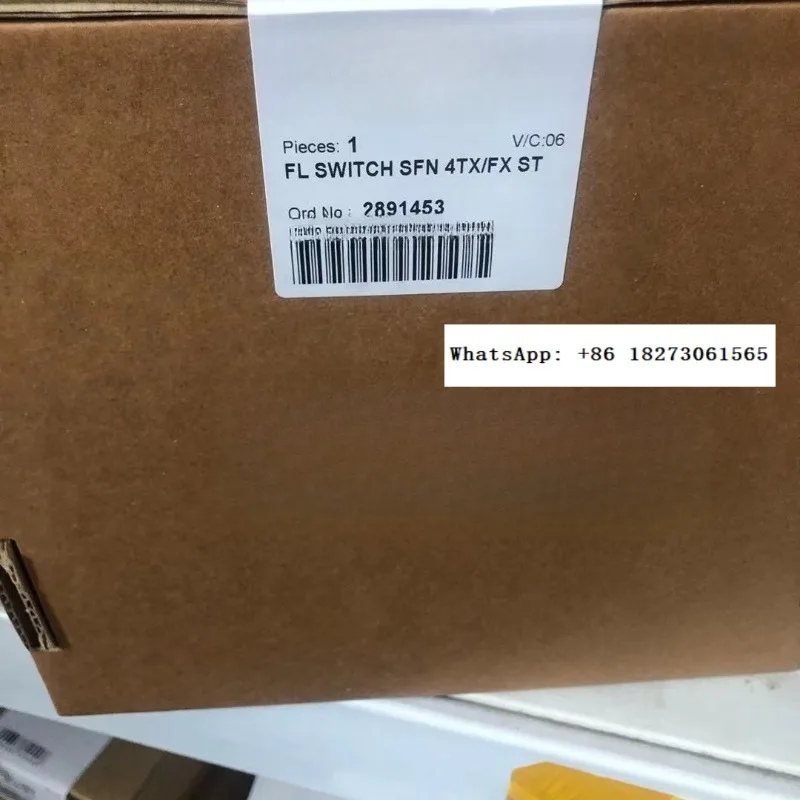 Pieces: 1 V/C:06
FL SWITCH SFN 4TX/FX ST
Ord No : 2891453
WhatsApp: +86 18273061565